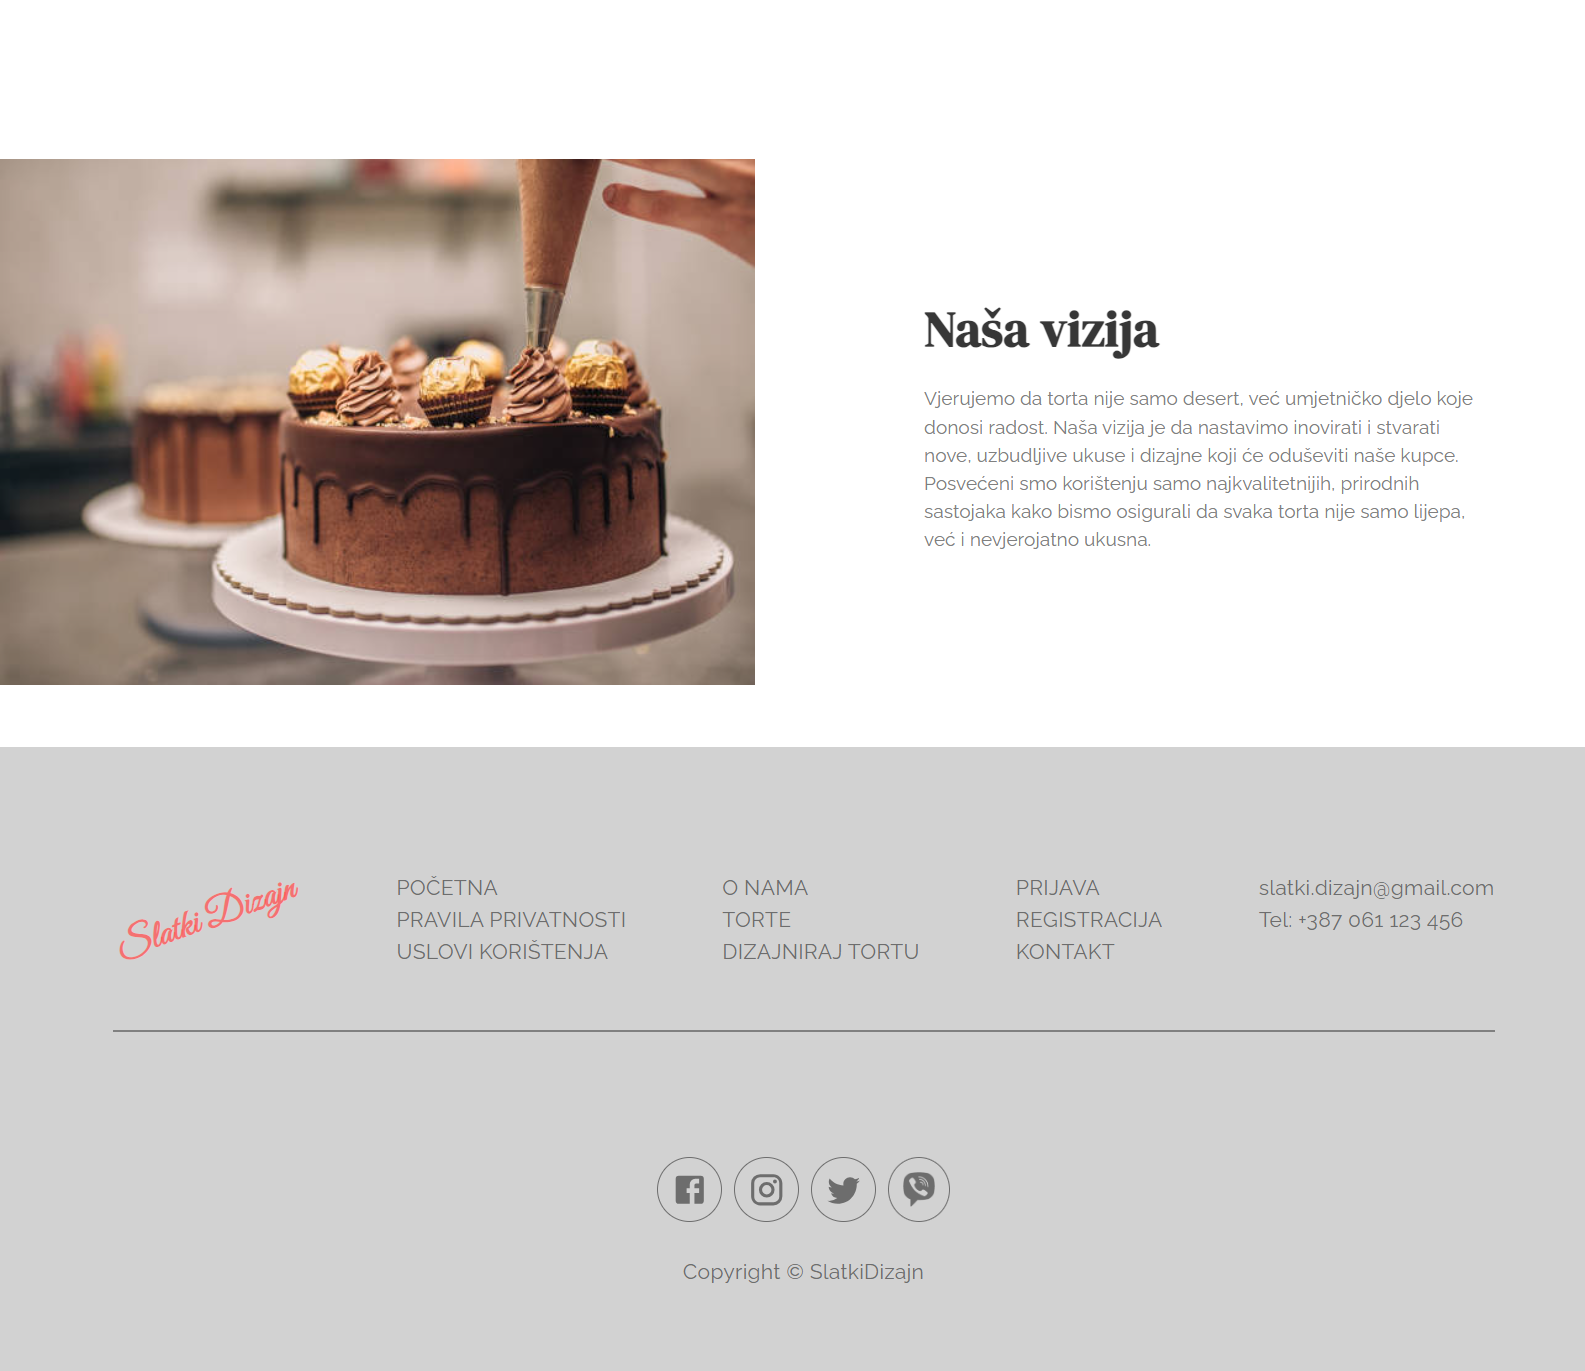 Naša vizija
Vjerujemo da torta nije samo desert, već umjetničko djelo koje
donosi radost. Naša vizija je da nastavimo inovirati i stvarati
nove, uzbudljive ukuse i dizajne koji će oduševiti naše kupce.
Posvećeni smo korištenju samo najkvalitetnijih, prirodnih
sastojaka kako bismo osigurali da svaka torta nije samo lijepa,
već i nevjerojatno ukusna.
Slatki Dizajn
POČETNA
PRAVILA PRIVATNOSTI
USLOVI KORIŠTENJA
O NAMA
TORTE
DIZAJNIRAJ TORTU
PRIJAVA
REGISTRACIJA
KONTAKT
slatki.dizajn@gmail.com
Tel: +387 061 123 456
Copyright © SlatkiDizajn